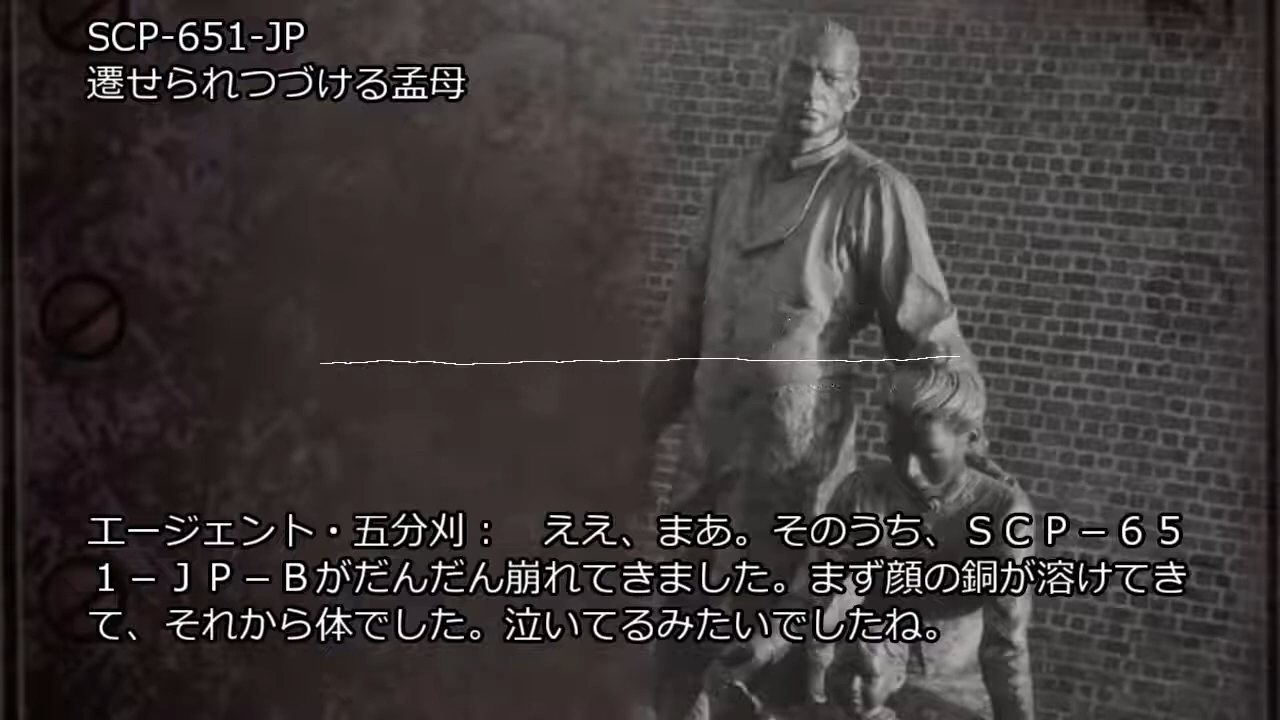 SCP-651-JP
遷せられつづける孟母
エージェント・五分刈：　ええ、まあ。そのうち、ＳＣＰ－６５
１－ＪＰ－Ｂがだんだん崩れてきました。まず顔の銅が溶けてき
て、それから体でした。泣いてるみたいでしたね。